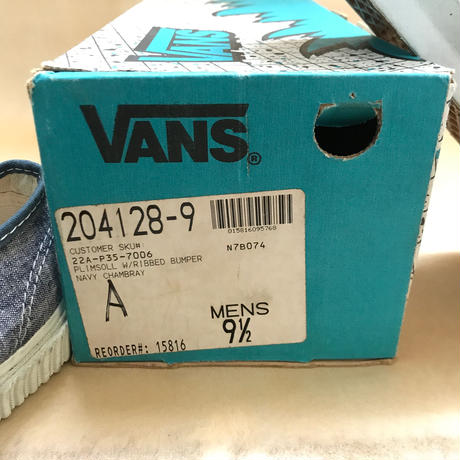 VANS
VANS®
204128-9
015816095768
CUSTOMER SKU#:
N7B074
22A-P35-7006
PLIMSOLL W/RIBBED BUMPER
NAVY CHAMBRAY
A
MENS
9½
REORDER#: 15816